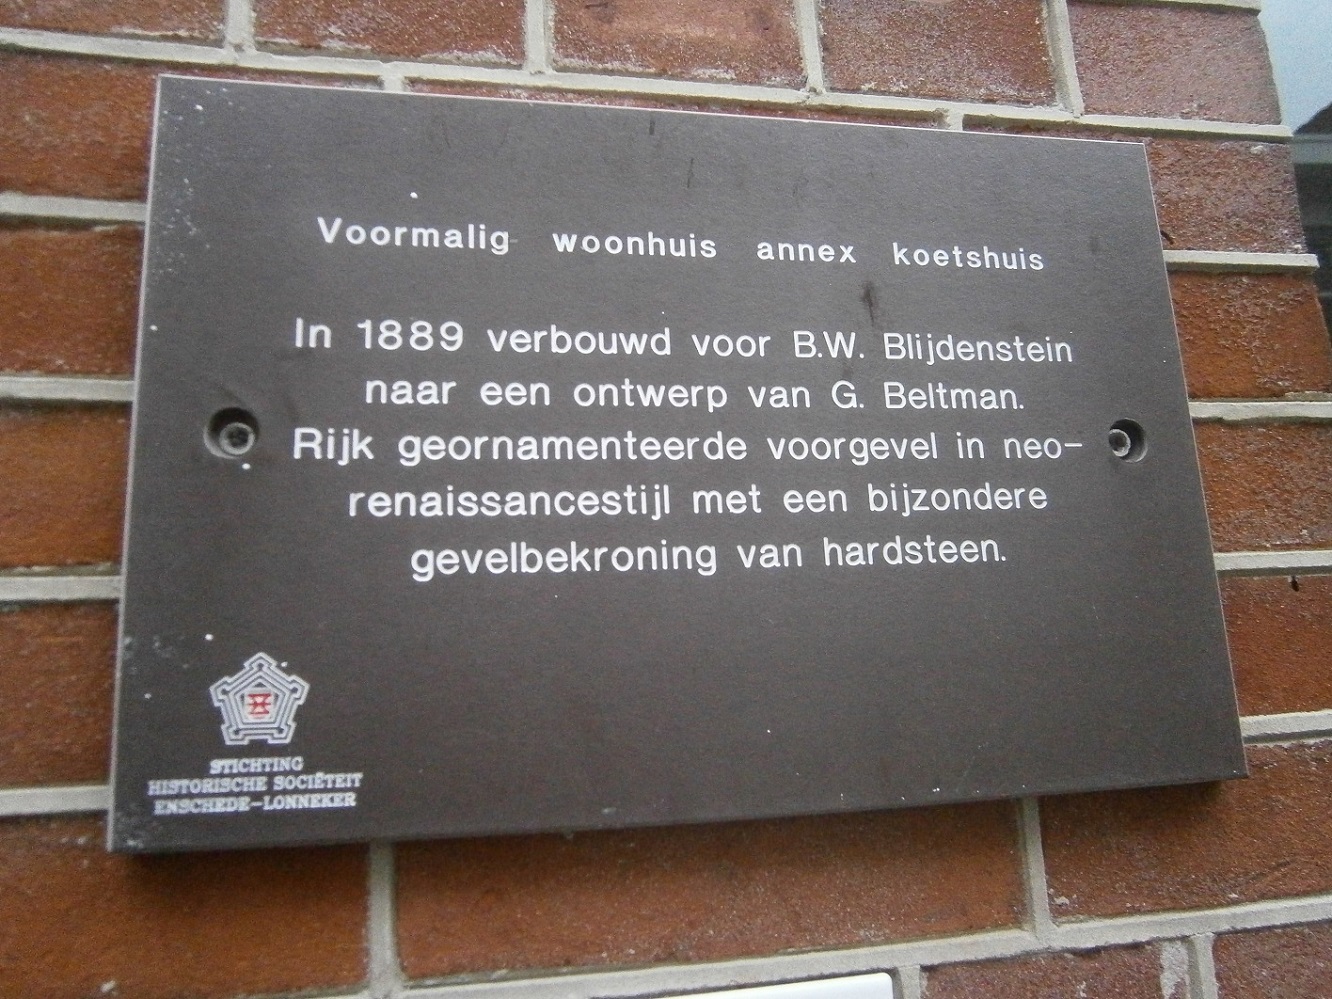 Voormalig woonhuis annex koetshuis
In 1889 verbouwd voor B.W. Blijdenstein
naar een ontwerp van G. Beltman.
Rijk geornamenteerde voorgevel in neo-
renaissancestijl met een bijzondere
gevelbekroning van hardsteen.
STICHTING
HISTORISCHE SOCIËTEIT
ENSCHEDE-LONNEKER